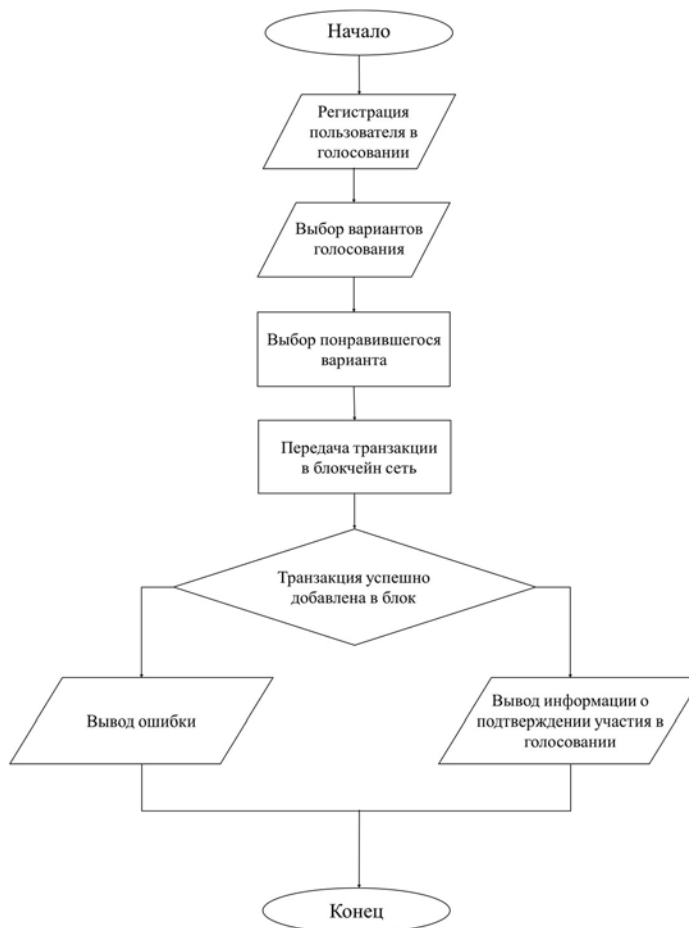 Начало
Регистрация
пользователя в
голосовании
Выбор вариантов
голосования
Выбор понравившегося
варианта
Передача транзакции
в блокчейн сеть
Транзакция успешно
добавлена в блок
Вывод ошибки
Вывод информации о
подтверждении участия в
голосовании
Конец